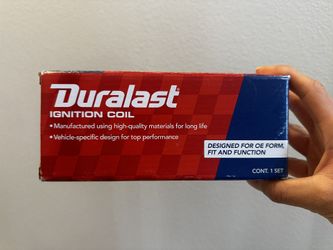 Duralast
IGNITION COIL
• Manufactured using high-quality materials for long life
• Vehicle-specific design for top performance
DESIGNED FOR OE FORM,
FIT AND FUNCTION
CONT. 1 SET